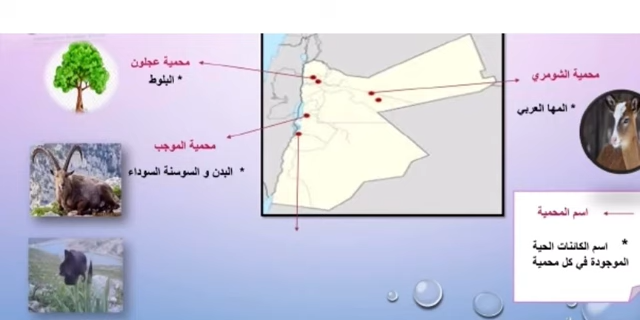 محمية عجلون
* البلوط
محمية الشومري
* المها العربي
محمية الموجب
* البدن و السوسنة السوداء
اسم المحمية
* اسم الكائنات الحية
الموجودة في كل محمية